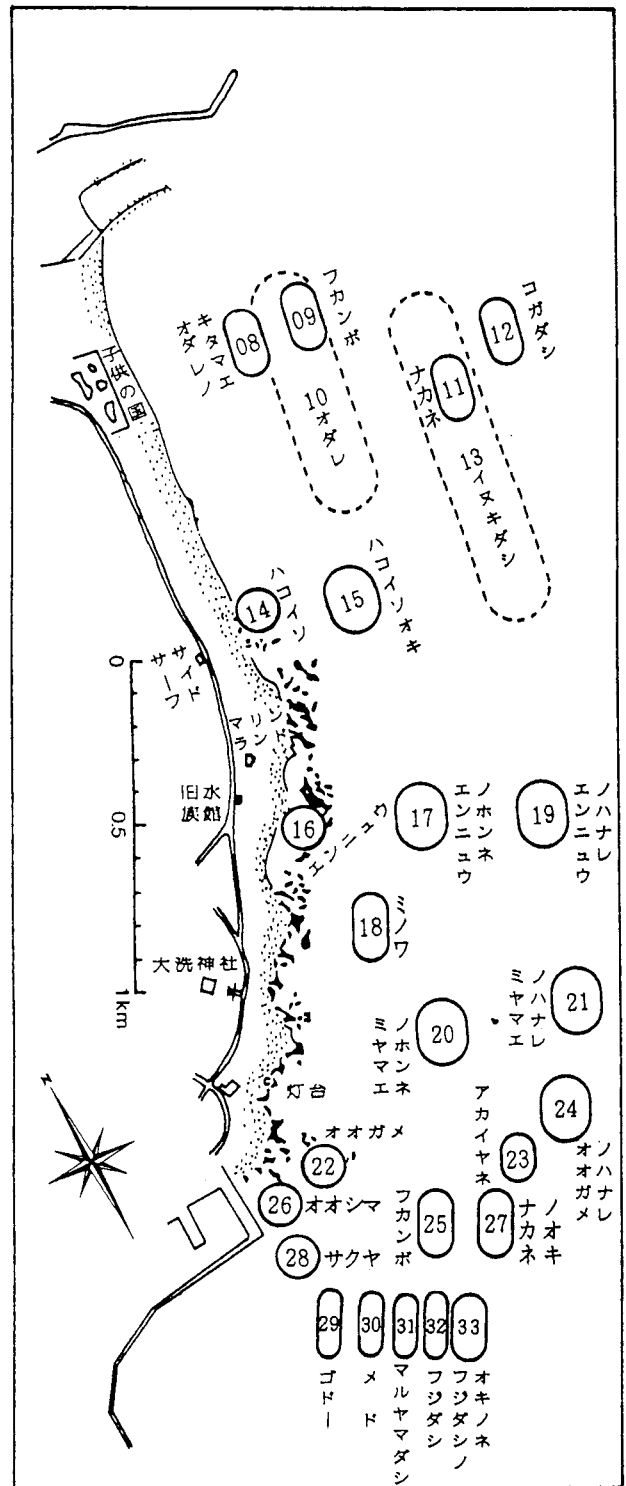 フカンボ
09
キタマエ
オダレノ
08
10
オダレ
コガダシ
12
ナカネ
11
13
イヌキダシ
子供の国
ハコイソ
14
ハコイソオキ
15
0
0.5
1km
サイド
サーフ
マリンド
ラン
旧水
族館
16
エンニュウ
17
ノホンネ
エンニュウ
19
ノハナレ
エンニュウ
18
ミノワ
大洗神社
20
ノホンネ
ミヤマエ
21
ノハナレ
ミヤマエ
灯台
z
オオガメ
22
アカイヤネ
23
24
ノハナレ
オオガメ
26
オオシマ
フカンボ
25
27
ノオキ
ナカネ
28
サクヤ
29
ゴドー
30
メド
31
マルヤマダシ
32
フジダシ
33
オキノネ
フジダシノ